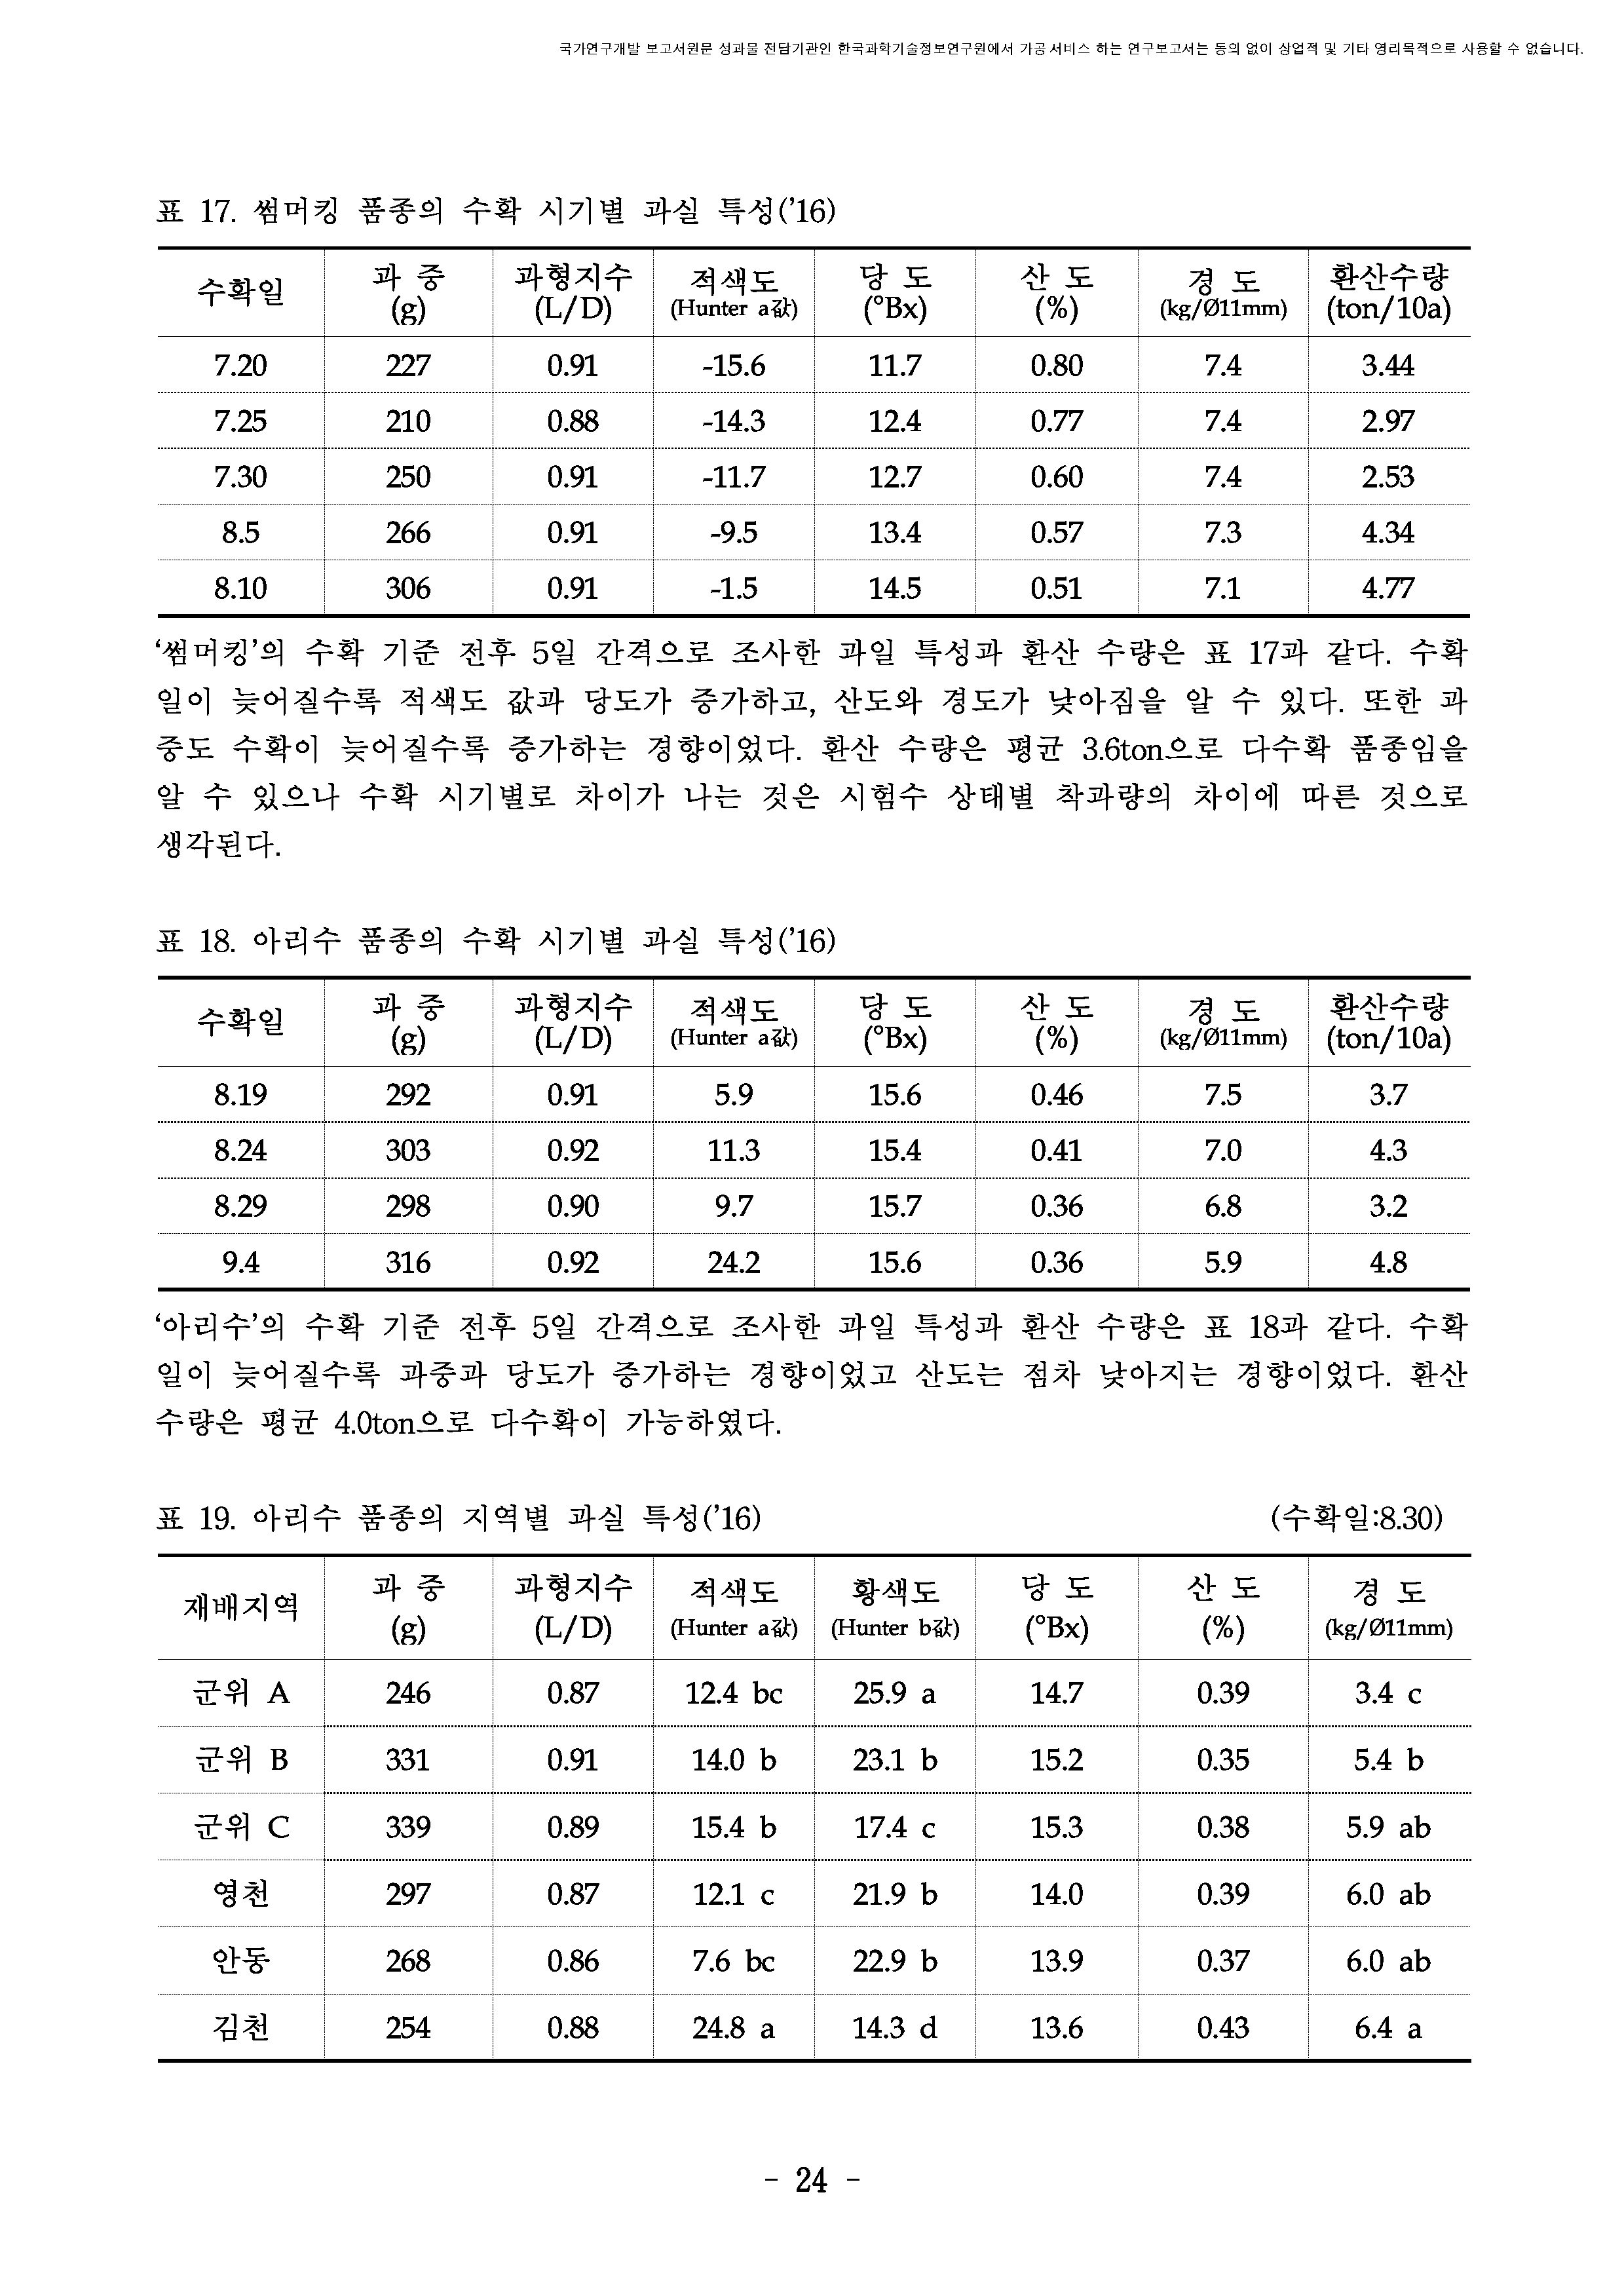 국가연구개발 보고서원문 성과물 전담기관인 한국과학기술정보연구원에서 가공·서비스 하는 연구보고서는 동의 없이 상업적 및 기타 영리목적으로 사용할 수 없습니다.
표 17. 썸머킹 품종의 수확 시기별 과실 특성('16)
수확일 과 중 (g) 과형지수 (L/D) 적색도 (Hunter a값) 당 도 (°Bx) 산 도 (%) 경 도 (kg/Ø11mm) 환산수량 (ton/10a)
7.20 227 0.91 -15.6 11.7 0.80 7.4 3.44
7.25 210 0.88 -14.3 12.4 0.77 7.4 2.97
7.30 250 0.91 -11.7 12.7 0.60 7.4 2.53
8.5 266 0.91 -9.5 13.4 0.57 7.3 4.34
8.10 306 0.91 -1.5 14.5 0.51 7.1 4.77
'썸머킹'의 수확 기준 전후 5일 간격으로 조사한 과일 특성과 환산 수량은 표 17과 같다. 수확
일이 늦어질수록 적색도 값과 당도가 증가하고, 산도와 경도가 낮아짐을 알 수 있다. 또한 과
중도 수확이 늦어질수록 증가하는 경향이었다. 환산 수량은 평균 3.6ton으로 다수확 품종임을
알 수 있으나 수확 시기별로 차이가 나는 것은 시험수 상태별 착과량의 차이에 따른 것으로
생각된다.
표 18. 아리수 품종의 수확 시기별 과실 특성('16)
수확일 과 중 (g) 과형지수 (L/D) 적색도 (Hunter a값) 당 도 (°Bx) 산 도 (%) 경 도 (kg/Ø11mm) 환산수량 (ton/10a)
8.19 292 0.91 5.9 15.6 0.46 7.5 3.7
8.24 303 0.92 11.3 15.4 0.41 7.0 4.3
8.29 298 0.90 9.7 15.7 0.36 6.8 3.2
9.4 316 0.92 24.2 15.6 0.36 5.9 4.8
'아리수'의 수확 기준 전후 5일 간격으로 조사한 과일 특성과 환산 수량은 표 18과 같다. 수확
일이 늦어질수록 과중과 당도가 증가하는 경향이었고 산도는 점차 낮아지는 경향이었다. 환산
수량은 평균 4.0ton으로 다수확이 가능하였다.
표 19. 아리수 품종의 지역별 과실 특성('16) (수확일:8.30)
재배지역 과 중 (g) 과형지수 (L/D) 적색도 (Hunter a값) 황색도 (Hunter b값) 당 도 (°Bx) 산 도 (%) 경 도 (kg/Ø11mm)
군위 A 246 0.87 12.4 bc 25.9 a 14.7 0.39 3.4 c
군위 B 331 0.91 14.0 b 23.1 b 15.2 0.35 5.4 b
군위 C 339 0.89 15.4 b 17.4 c 15.3 0.38 5.9 ab
영천 297 0.87 12.1 c 21.9 b 14.0 0.39 6.0 ab
안동 268 0.86 7.6 bc 22.9 b 13.9 0.37 6.0 ab
김천 254 0.88 24.8 a 14.3 d 13.6 0.43 6.4 a
- 24 -